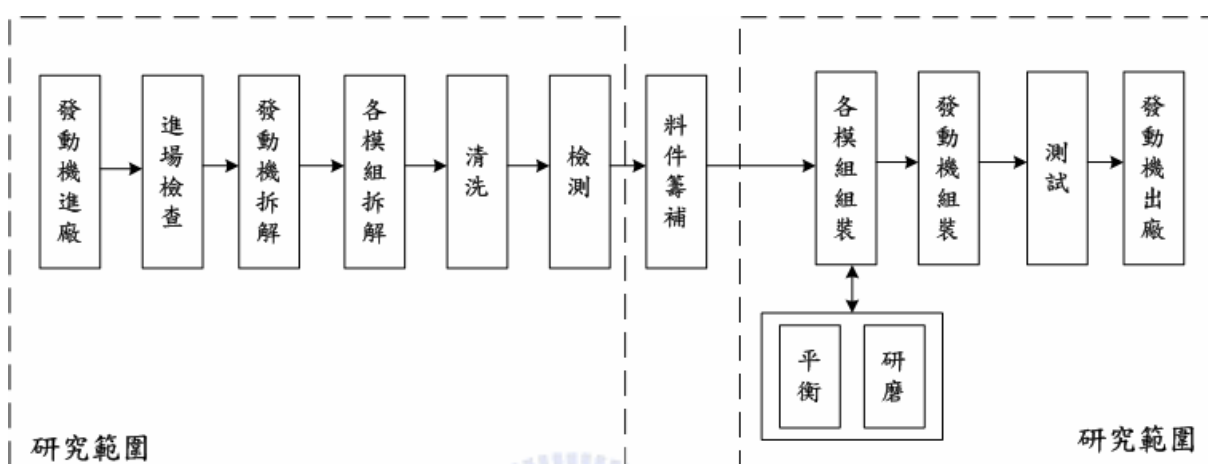 發動機進廠
進場檢查
發動機拆解
各模組拆解
清洗
檢測
料件籌補
各模組組裝
發動機組裝
測試
發動機出廠
平衡
研磨
研究範圍
研究範圍